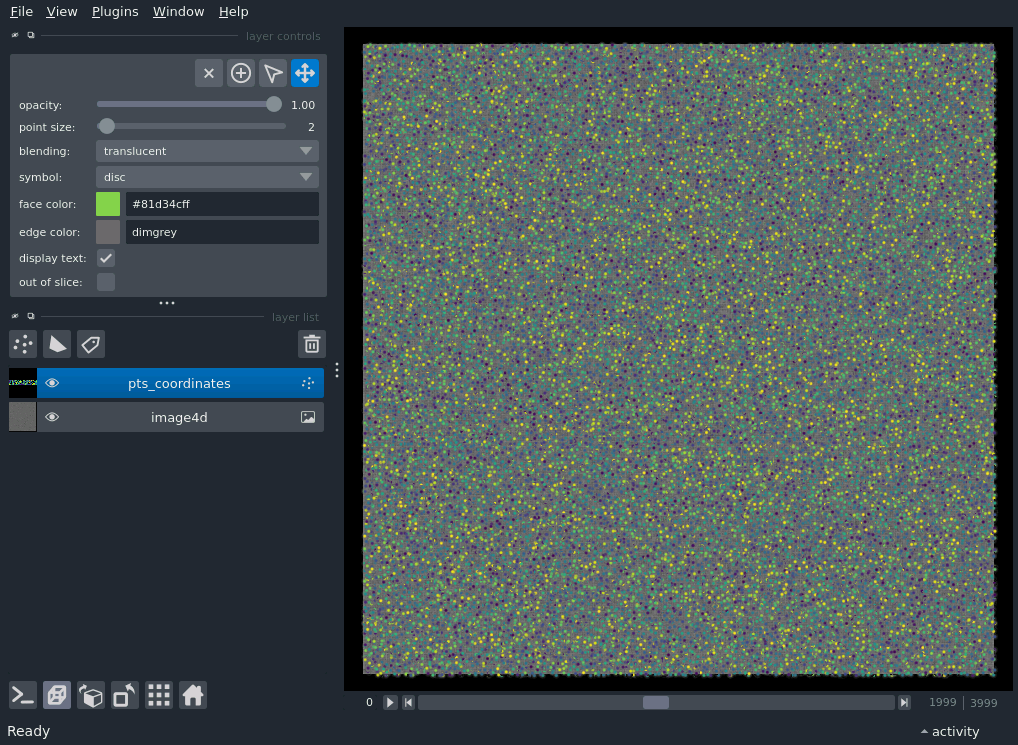 File View Plugins Window Help
layer controls
opacity: 1.00
point size: 2
blending: translucent
symbol: disc
face color: #81d34cff
edge color: dimgrey
display text:
out of slice:
layer list
pts_coordinates
image4d
0 1999 3999
Ready activity